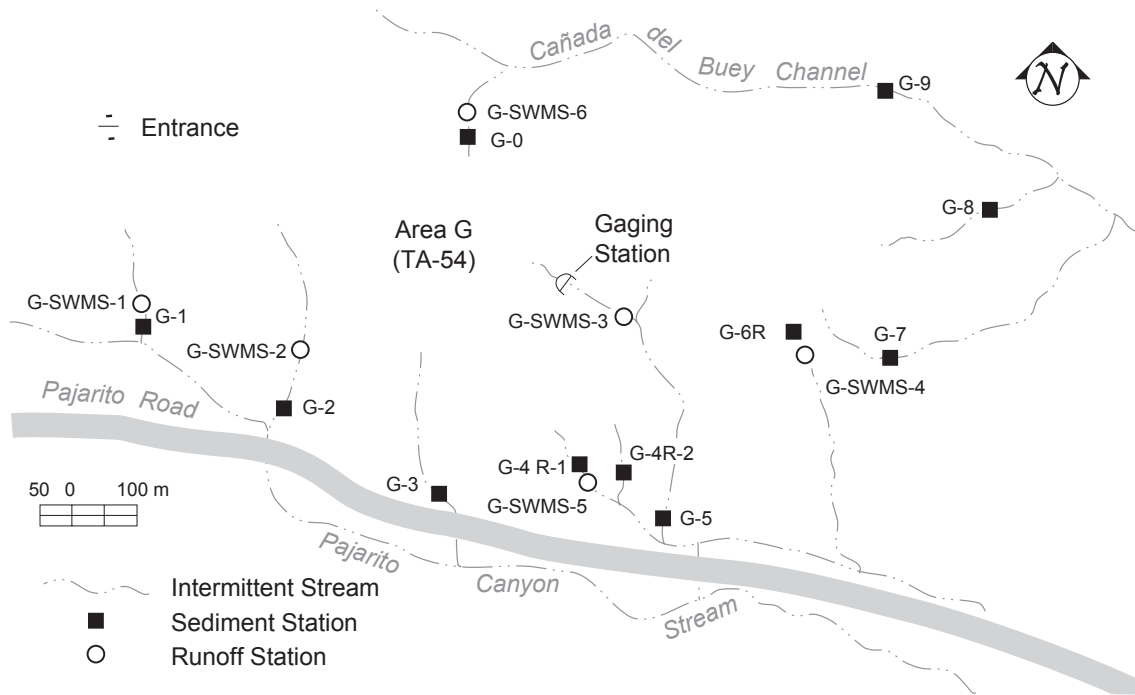 Cañada del
Buey Channel
N
G-9
G-SWMS-6
G-0
Entrance
G-8
Area G
(TA-54)
Gaging
Station
G-SWMS-1
G-1
G-SWMS-3
G-6R
G-7
G-SWMS-2
G-SWMS-4
Pajarito Road
G-2
G-4 R-1
G-4R-2
G-3
G-SWMS-5
G-5
50 0 100 m
Pajarito
Canyon
Stream
Intermittent Stream
Sediment Station
Runoff Station